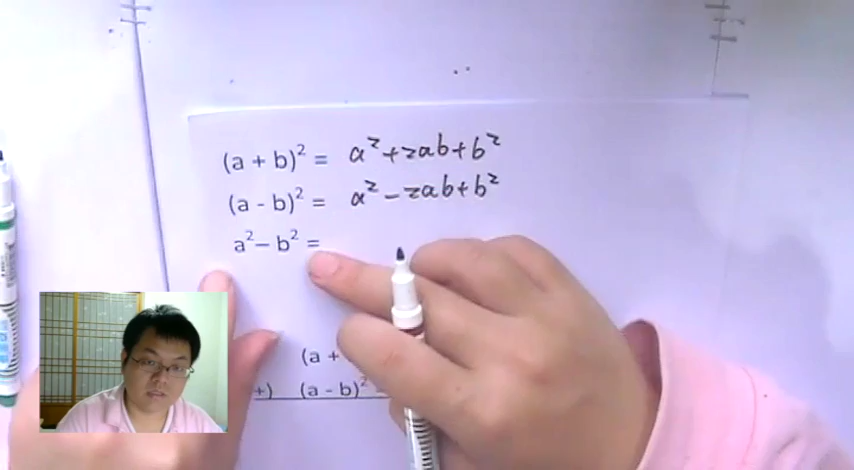 (a + b)² = a²+2ab+b²
(a - b)² = a²-2ab+b²
a² – b² =
(a +
+) (a - b)²